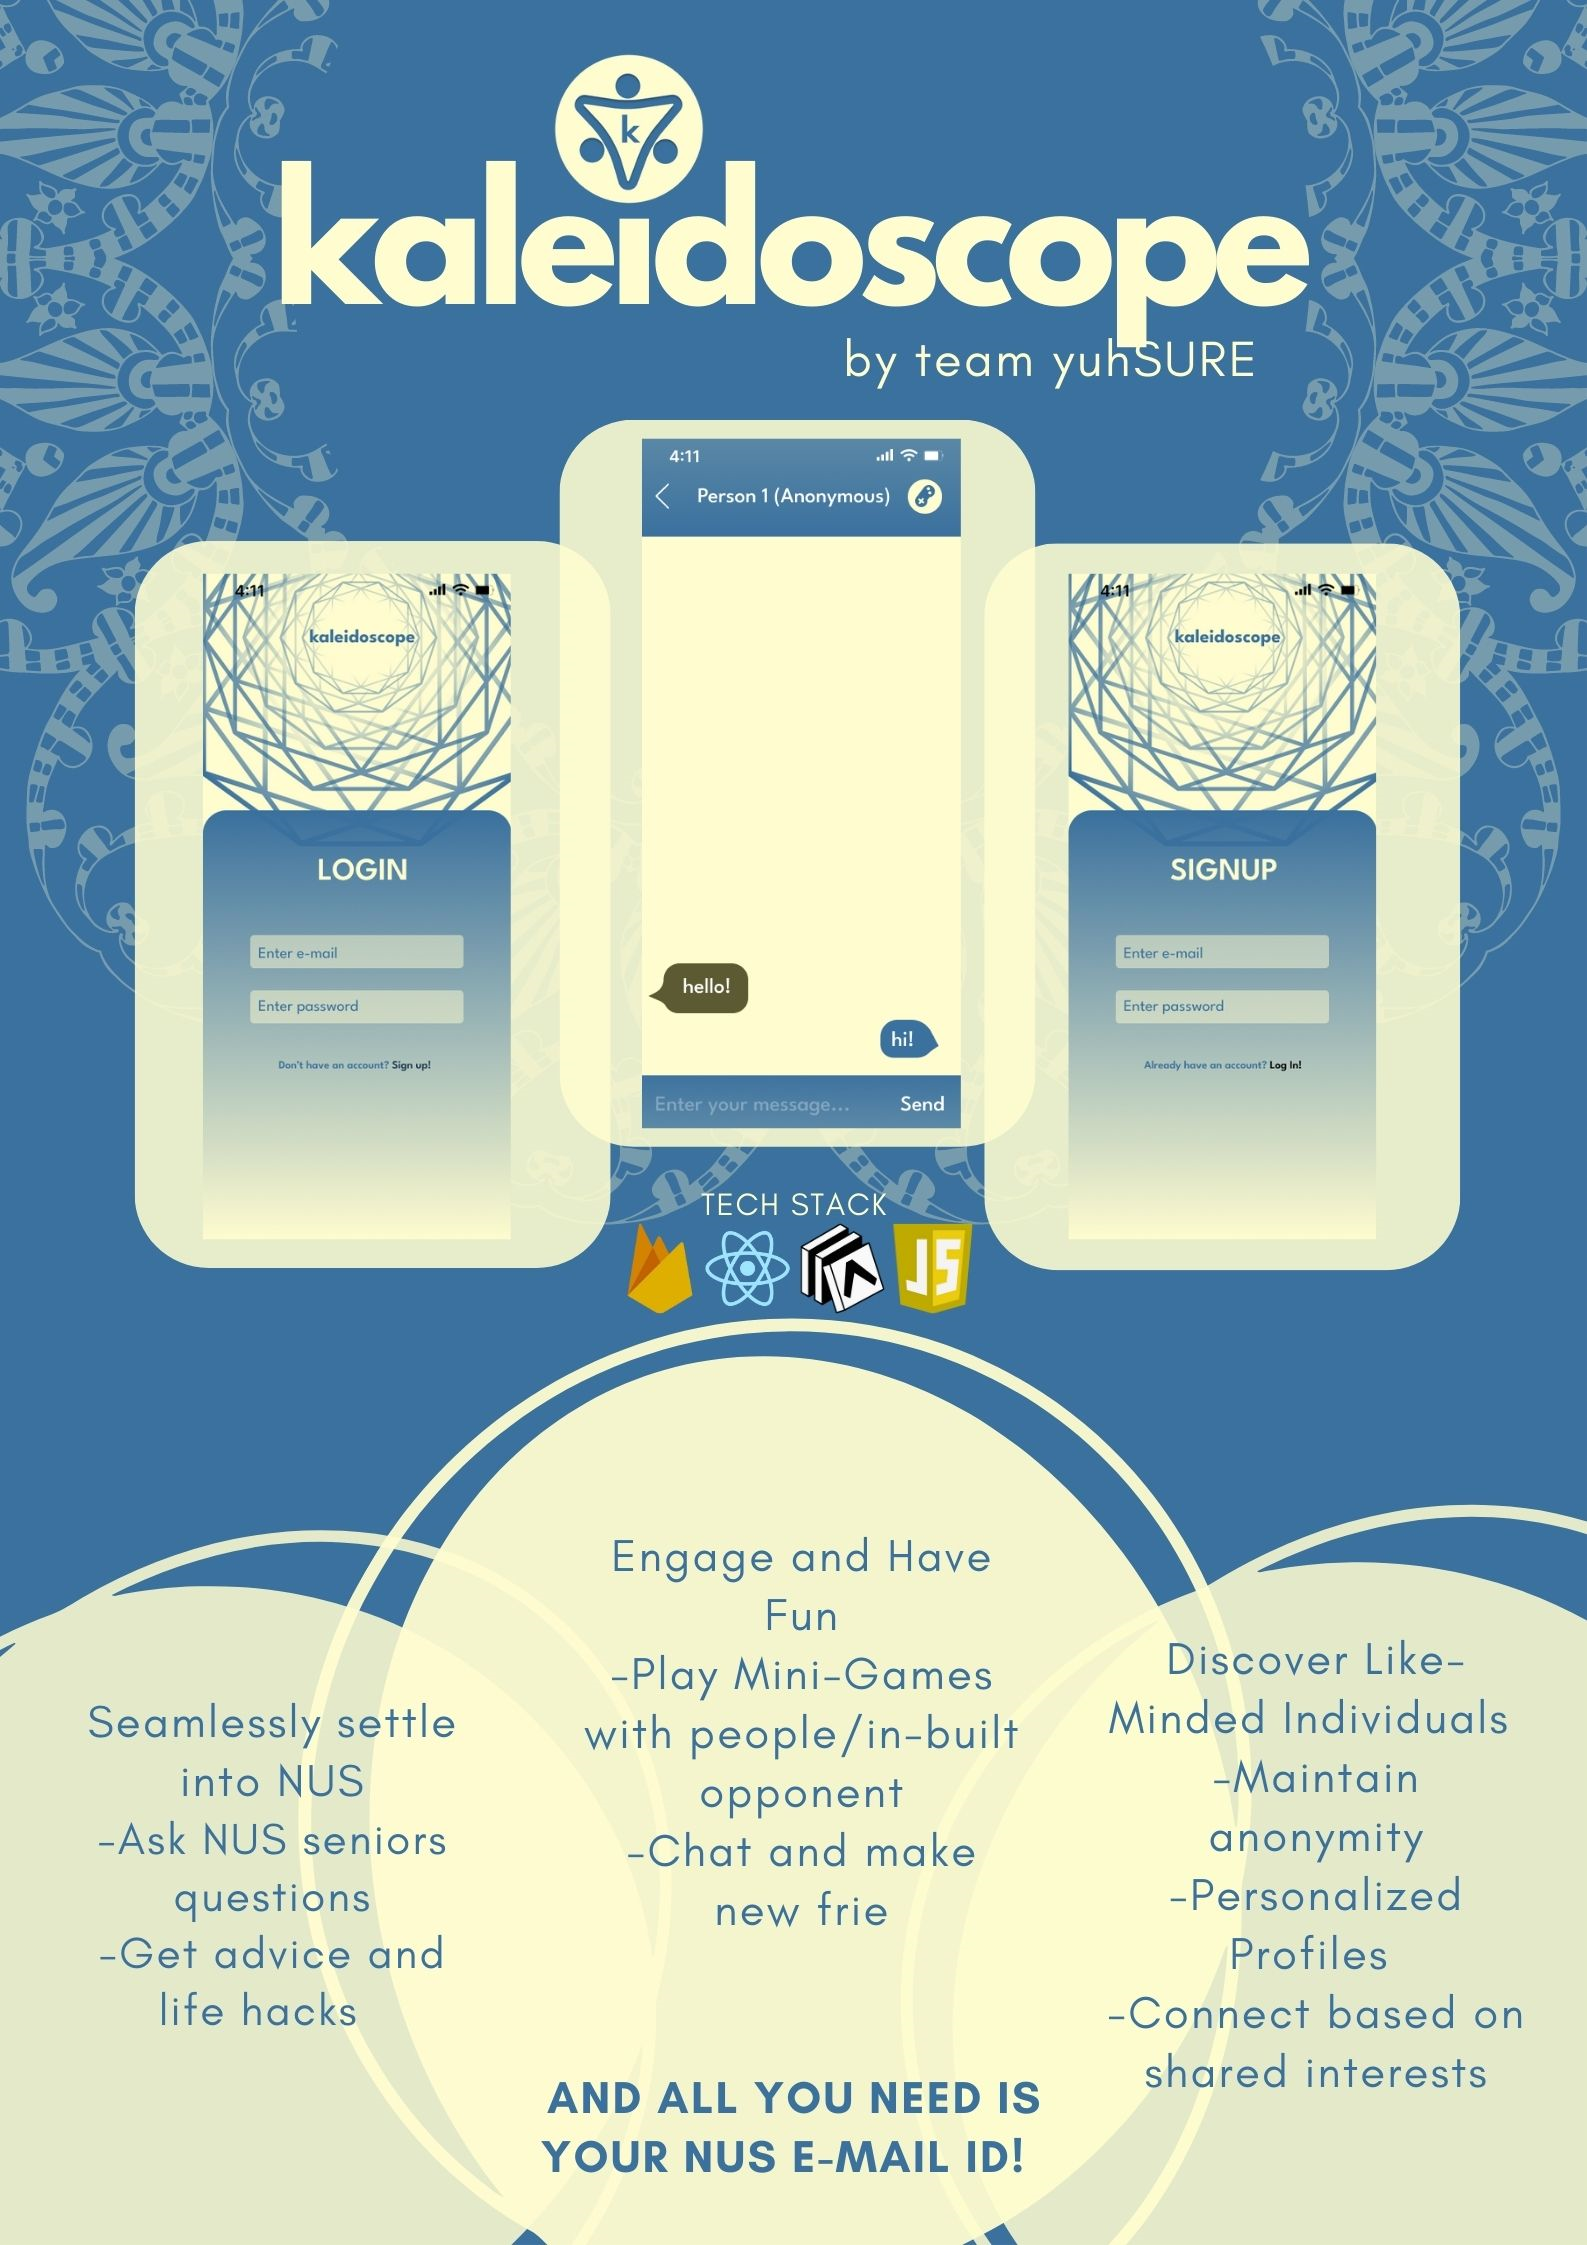 k
kaleidoscope
by team yuhSURE
4:11
Person 1 (Anonymous)
hello!
hi!
Enter your message...
Send
4:11
kaleidoscope
LOGIN
Enter e-mail
Enter password
Don't have an account? Sign up!
4:11
kaleidoscope
SIGNUP
Enter e-mail
Enter password
Already have an account? Log In!
TECH STACK
JS
Seamlessly settle
into NUS
-Ask NUS seniors
questions
-Get advice and
life hacks
Engage and Have
Fun
-Play Mini-Games
with people/in-built
opponent
-Chat and make
new frie
Discover Like-
Minded Individuals
-Maintain
anonymity
-Personalized
Profiles
-Connect based on
shared interests
AND ALL YOU NEED IS
YOUR NUS E-MAIL ID!